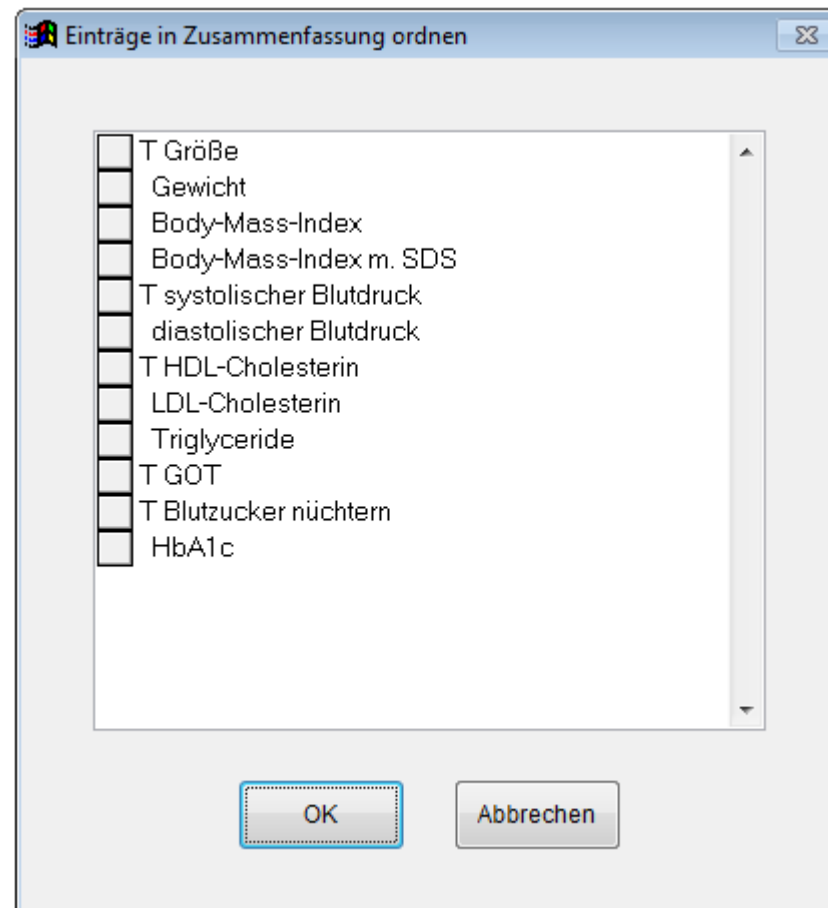 Einträge in Zusammenfassung ordnen
T Größe
Gewicht
Body-Mass-Index
Body-Mass-Index m. SDS
T systolischer Blutdruck
diastolischer Blutdruck
T HDL-Cholesterin
LDL-Cholesterin
Triglyceride
T GOT
T Blutzucker nüchtern
HbA1c
OK Abbrechen